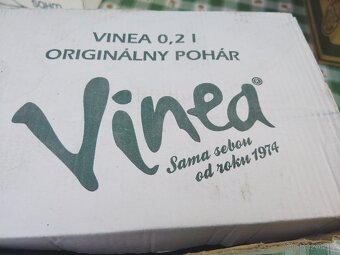 VINEA 0,2 l
ORIGINÁLNY POHÁR
Vinea©
Sama sebou
od roku 1974